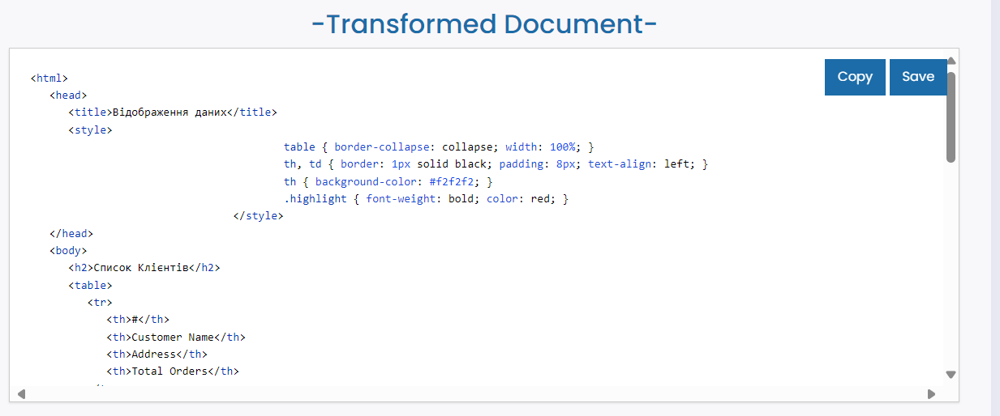 -Transformed Document-
Copy
Save
<html>
<head>
<title>Відображення даних</title>
<style>
table { border-collapse: collapse; width: 100%; }
th, td { border: 1px solid black; padding: 8px; text-align: left; }
th { background-color: #f2f2f2; }
.highlight { font-weight: bold; color: red; }
</style>
</head>
<body>
<h2>Список Клієнтів</h2>
<table>
<tr>
<th>#</th>
<th>Customer Name</th>
<th>Address</th>
<th>Total Orders</th>